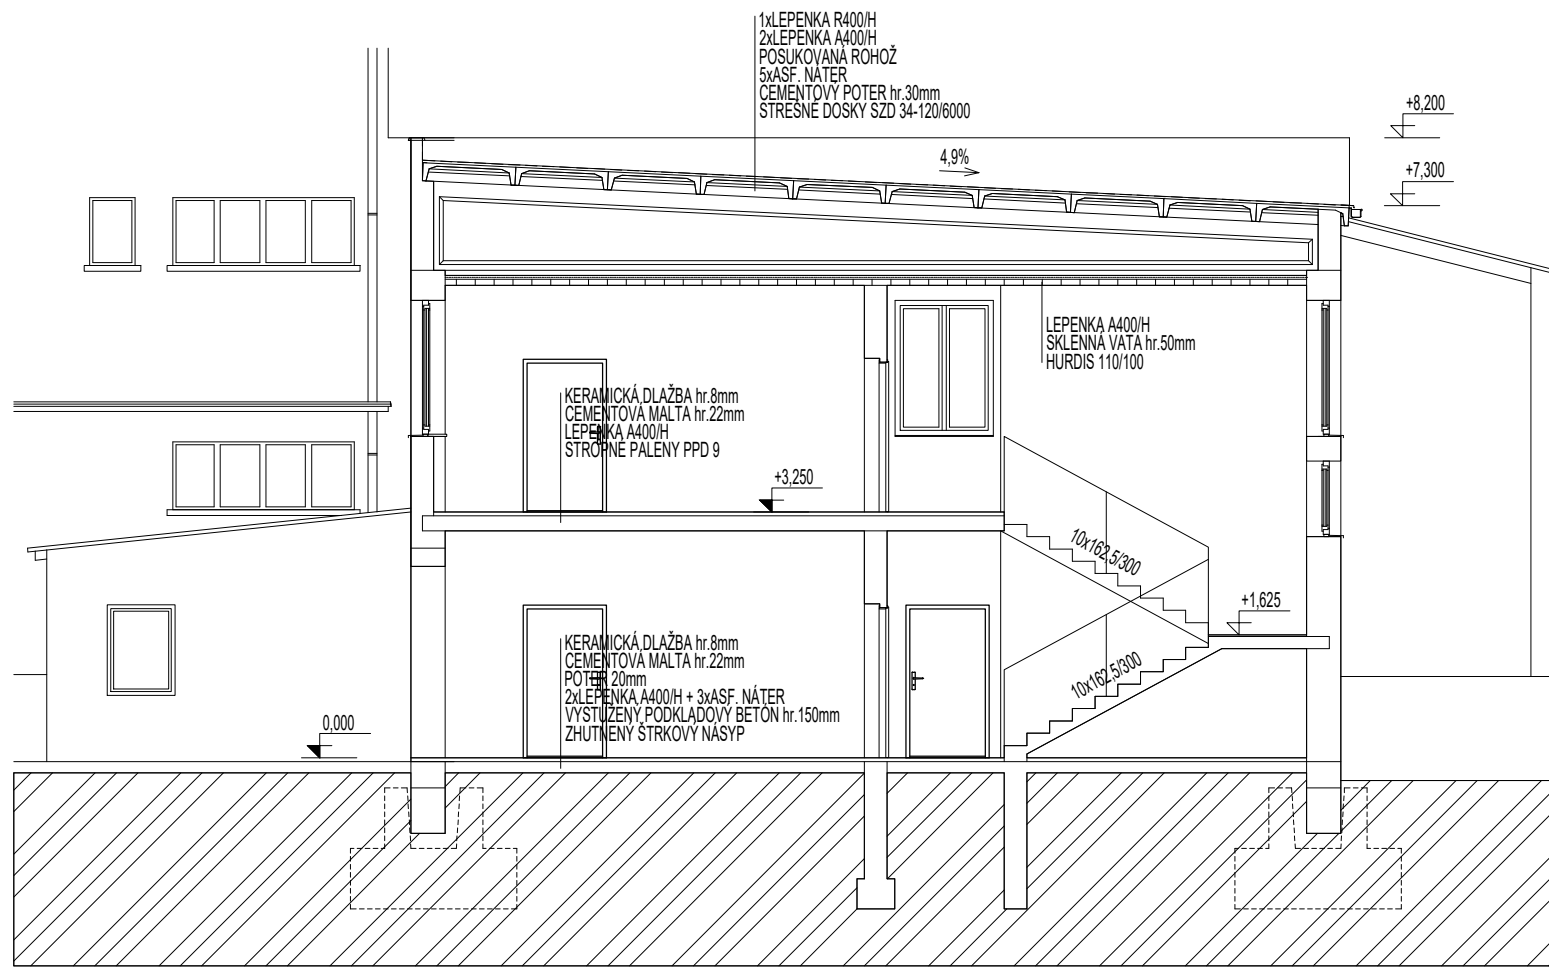 1xLEPENKA R400/H
2xLEPENKA A400/H
POSUKOVANÁ ROHOŽ
5xASF. NÁTER
CEMENTOVÝ POTER hr.30mm
STREŠNÉ DOSKY SZD 34-120/6000
+8,200
4,9%
+7,300
LEPENKA A400/H
SKLENNÁ VATA hr.50mm
HURDIS 110/100
KERAMICKÁ DLAŽBA hr.8mm
CEMENTOVÁ MALTA hr.22mm
LEPENKA A400/H
STROPNÉ PALENY PPD 9
+3,250
10x162,5/300
+1,625
KERAMICKÁ DLAŽBA hr.8mm
CEMENTOVÁ MALTA hr.22mm
POTER 20mm
2xLEPENKA A400/H + 3xASF. NÁTER
VYSTUŽENÝ PODKLADOVÝ BETÓN hr.150mm
ZHUTNENÝ ŠTRKOVÝ NÁSYP
10x162,5/300
0,000